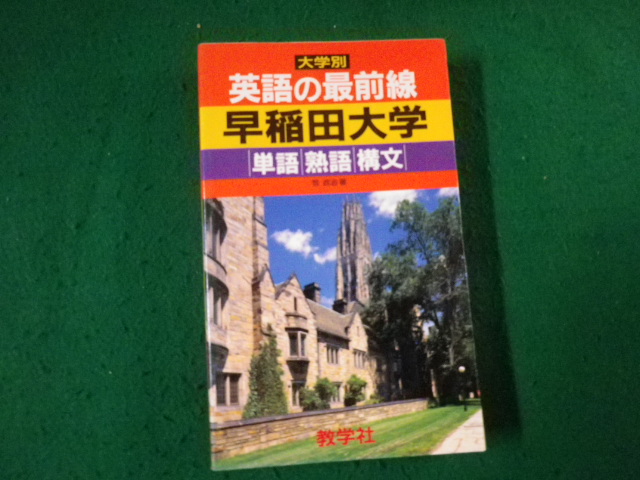 大学別
英語の最前線
早稲田大学
単語 熟語 構文
教学社